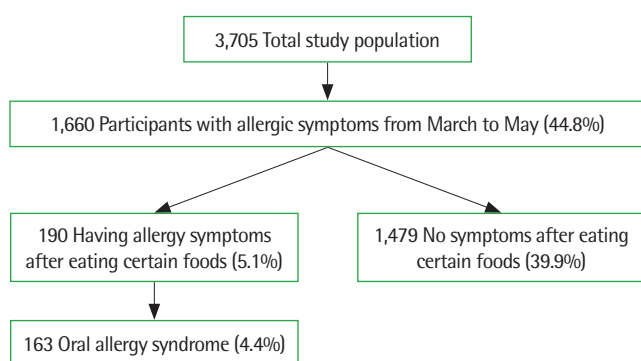 3,705 Total study population
1,660 Participants with allergic symptoms from March to May (44.8%)
190 Having allergy symptoms
after eating certain foods (5.1%)
1,479 No symptoms after eating
certain foods (39.9%)
163 Oral allergy syndrome (4.4%)